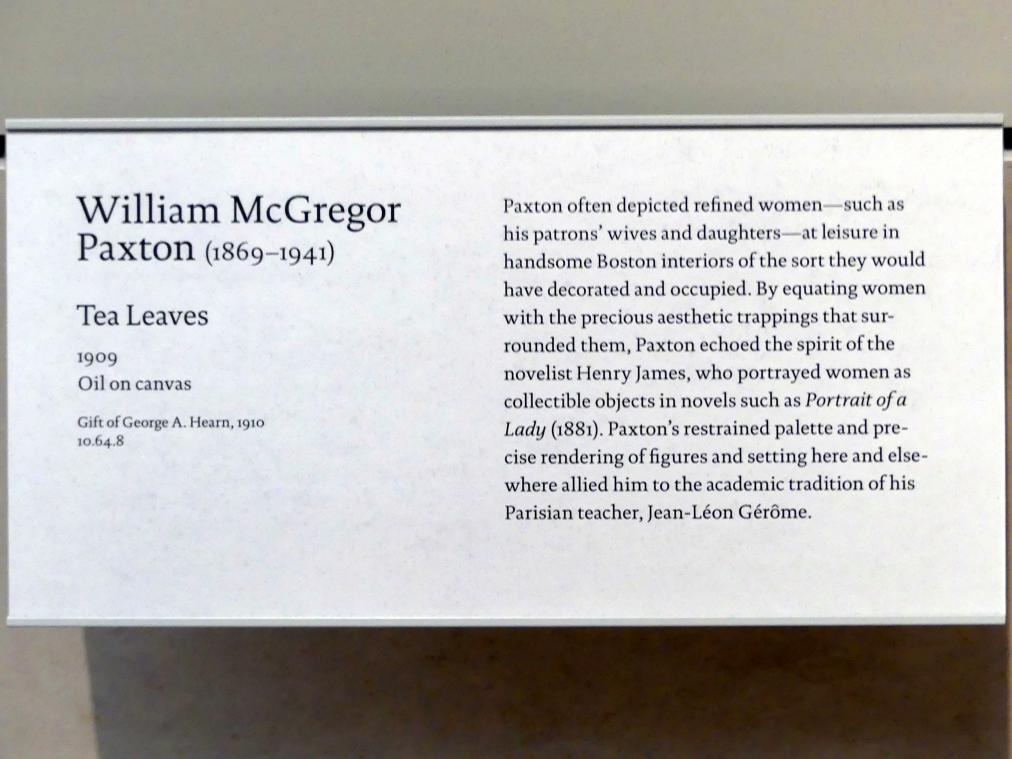 William McGregor
Paxton (1869–1941)
Tea Leaves
1909
Oil on canvas
Gift of George A. Hearn, 1910
10.64.8
Paxton often depicted refined women—such as
his patrons’ wives and daughters—at leisure in
handsome Boston interiors of the sort they would
have decorated and occupied. By equating women
with the precious aesthetic trappings that sur-
rounded them, Paxton echoed the spirit of the
novelist Henry James, who portrayed women as
collectible objects in novels such as Portrait of a
Lady (1881). Paxton’s restrained palette and pre-
cise rendering of figures and setting here and else-
where allied him to the academic tradition of his
Parisian teacher, Jean-Léon Gérôme.